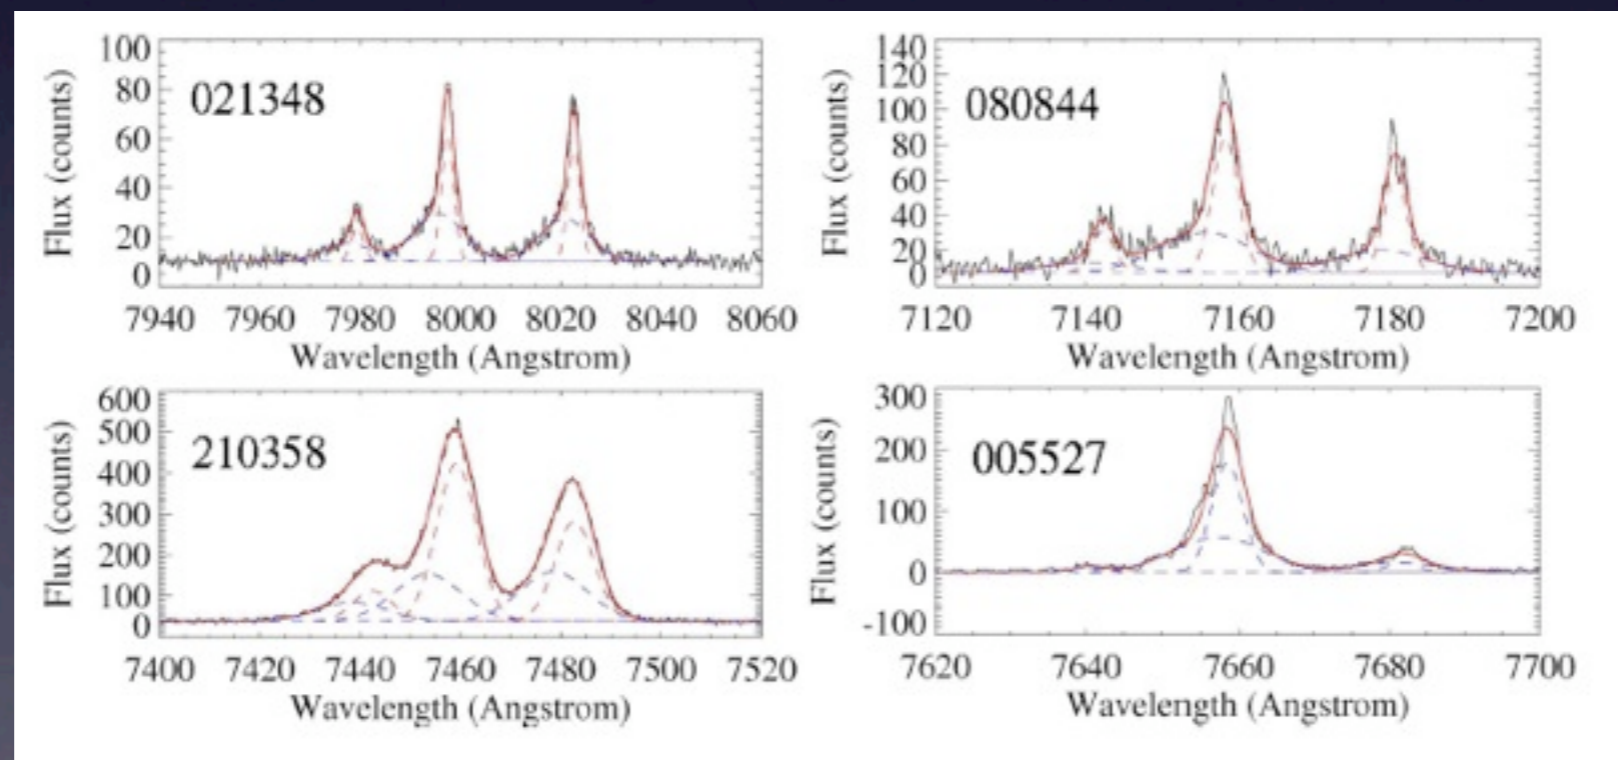 021348
100
80
60
40
20
0
Flux (counts)
7940 7960 7980 8000 8020 8040 8060
Wavelength (Angstrom)
080844
140
120
100
80
60
40
20
0
Flux (counts)
7120 7140 7160 7180 7200
Wavelength (Angstrom)
210358
600
500
400
300
200
100
0
Flux (counts)
7400 7420 7440 7460 7480 7500 7520
Wavelength (Angstrom)
005527
300
200
100
0
-100
Flux (counts)
7620 7640 7660 7680 7700
Wavelength (Angstrom)